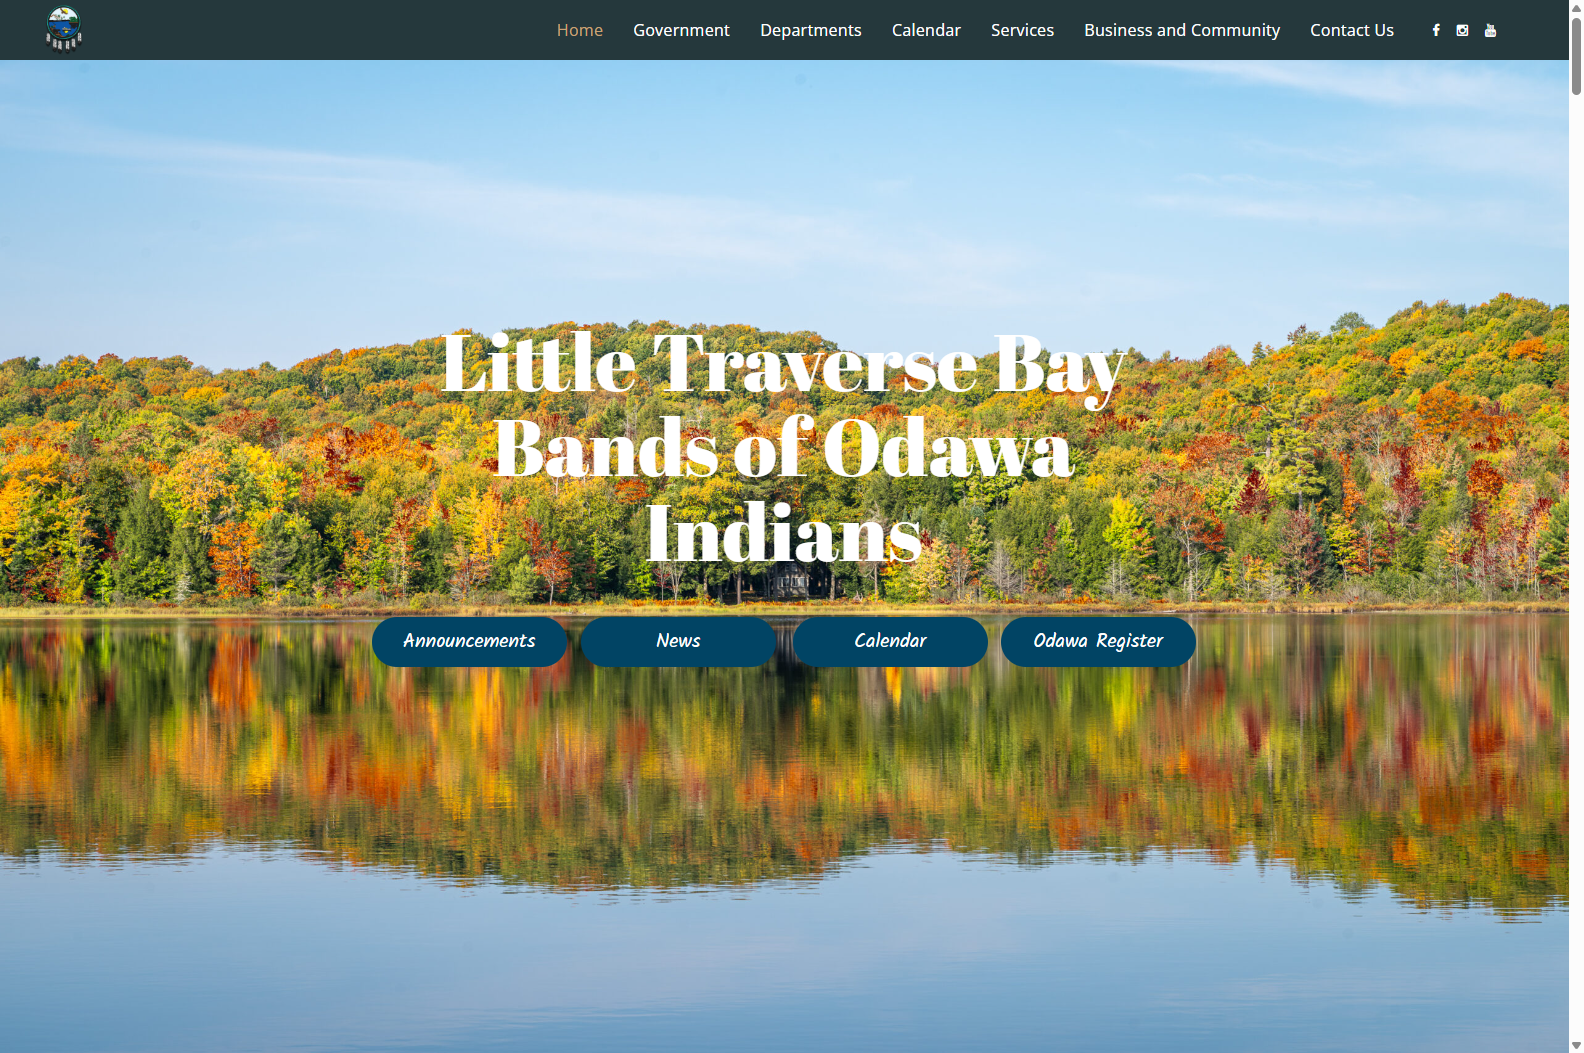 Home Government Departments Calendar Services Business and Community Contact Us
Little Traverse Bay
Bands of Odawa
Indians
Announcements News Calendar Odawa Register